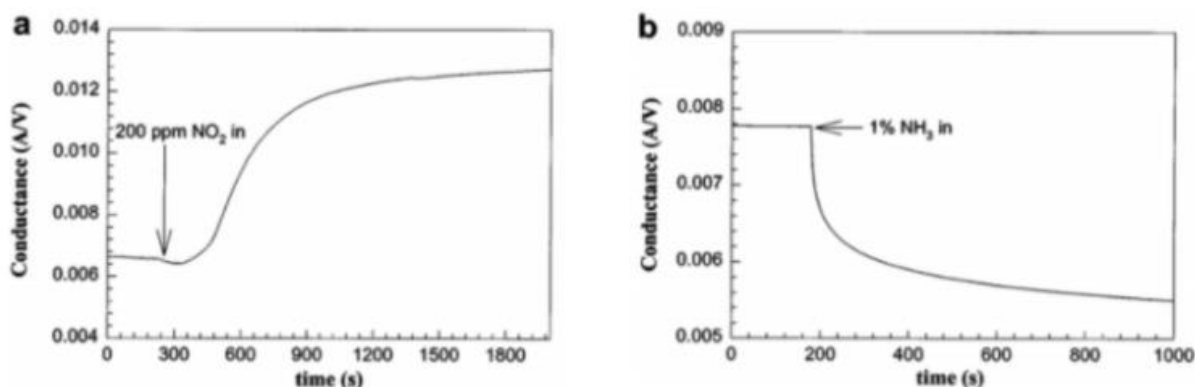 a
Conductance (A/V)
0.014
0.012
0.010
0.008
0.006
0.004
200 ppm NO₂ in
0 300 600 900 1200 1500 1800
time (s)
b
Conductance (A/V)
0.009
0.008
0.007
0.006
0.005
1% NH₃ in
0 200 400 600 800 1000
time (s)